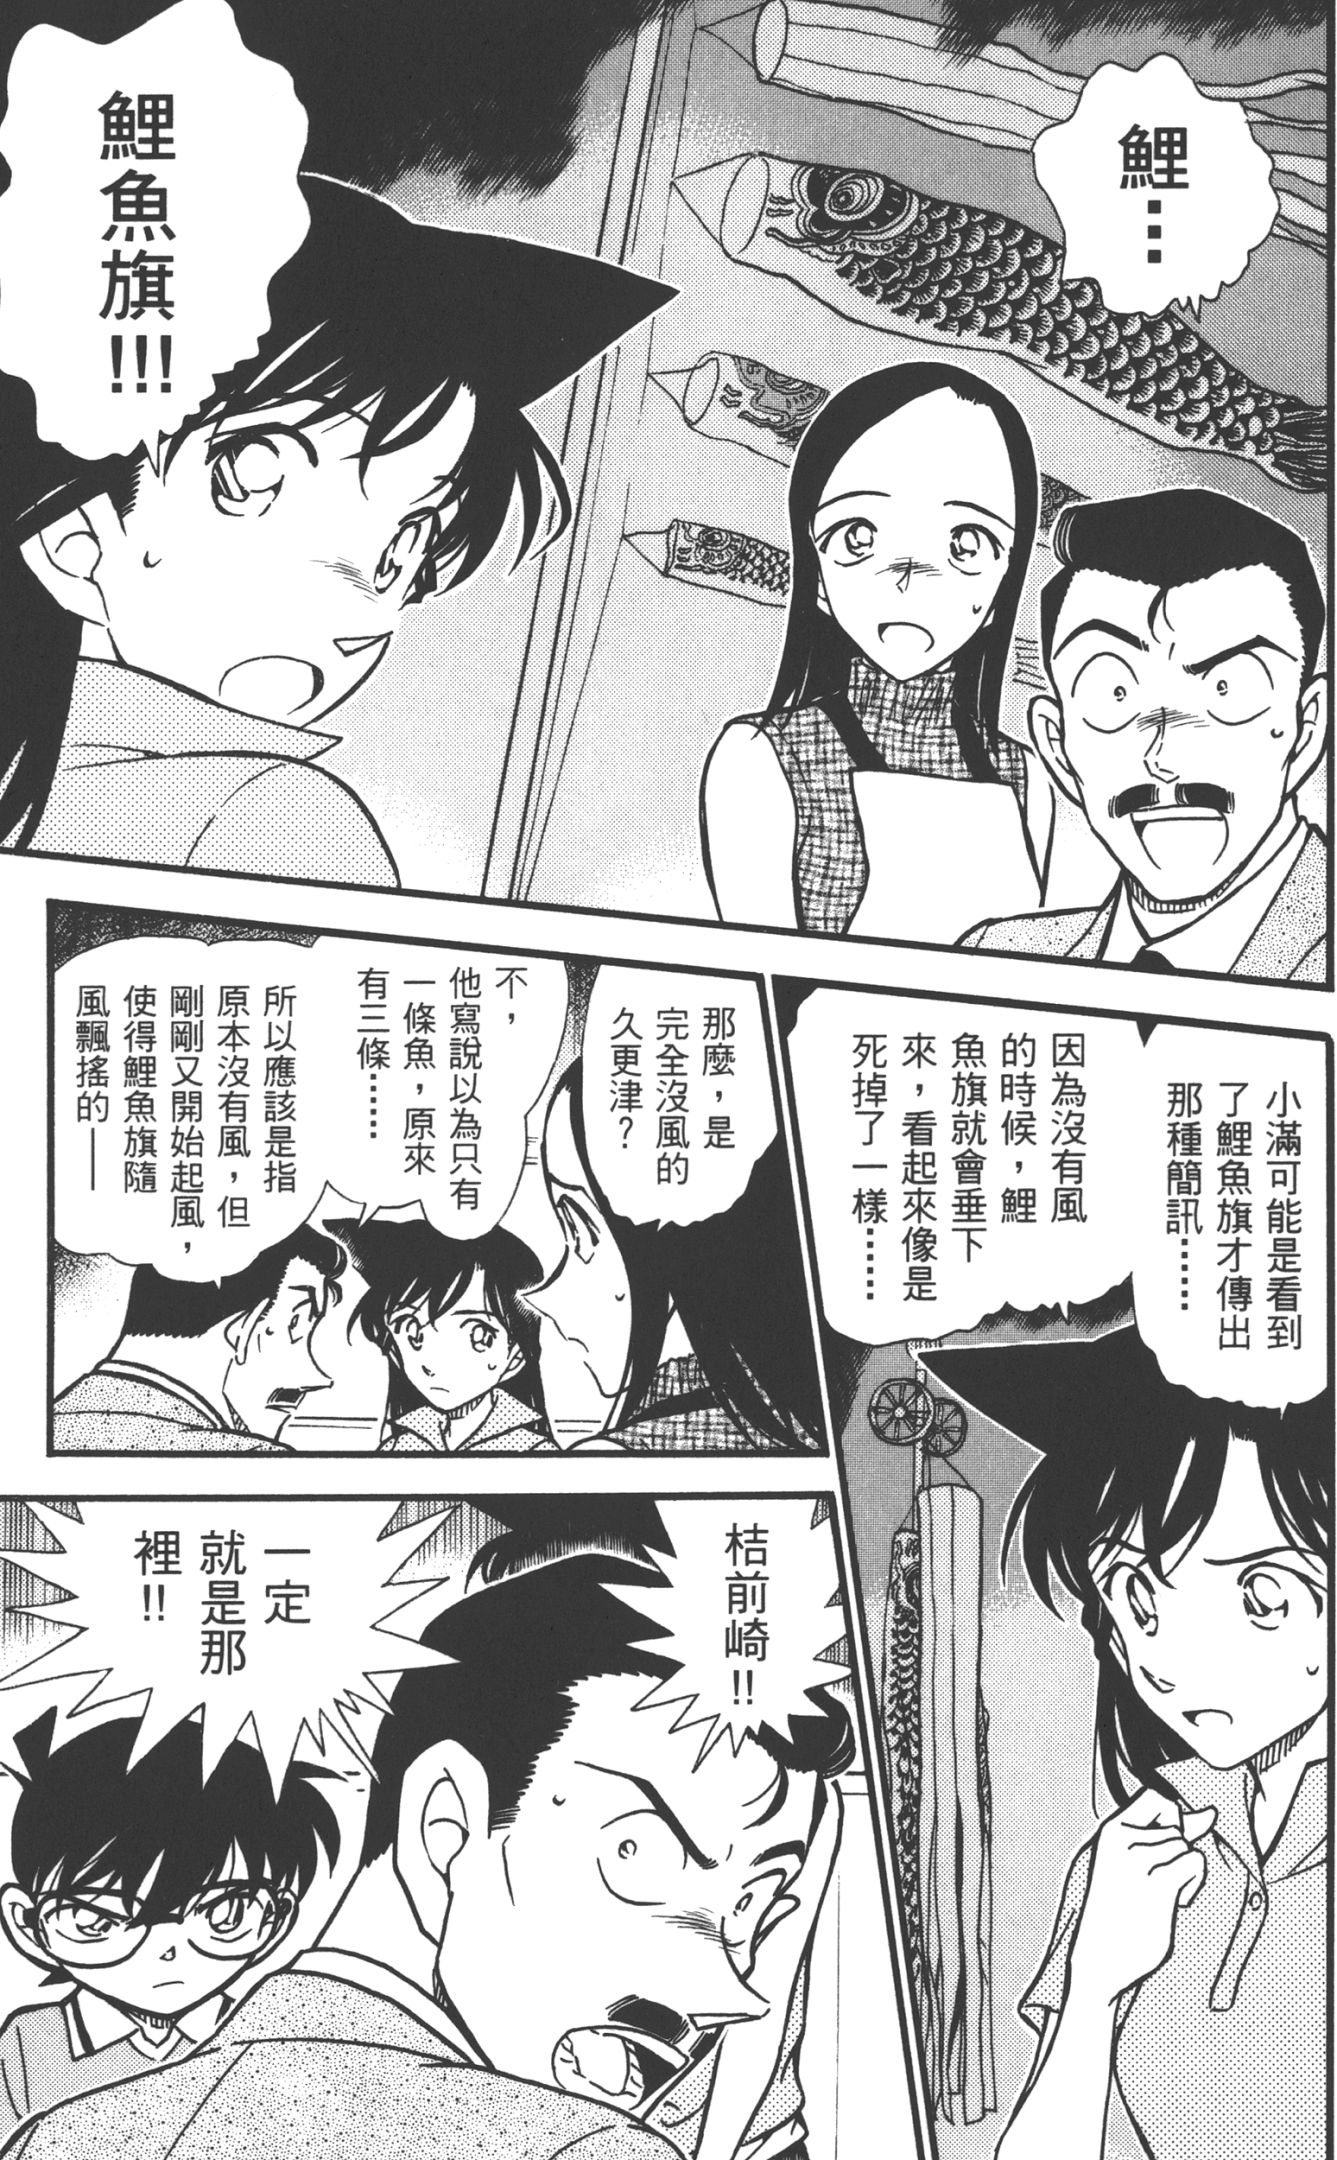 鯉⋯
鯉魚旗!!!
小滿可能是看到
了鯉魚旗才傳出
那種簡訊⋯⋯
因為沒有風
的時候，鯉
魚旗就會垂下
來，看起來像是
死掉了一樣⋯⋯
那麼，是
完全沒風的
久更津？
不，
他寫說以為只有
一條魚，原來
有三條⋯⋯
所以應該是指
原本沒有風，但
剛剛又開始起風，
使得鯉魚旗隨
風飄搖的——
桔前崎!!
一定
就是那
裡!!